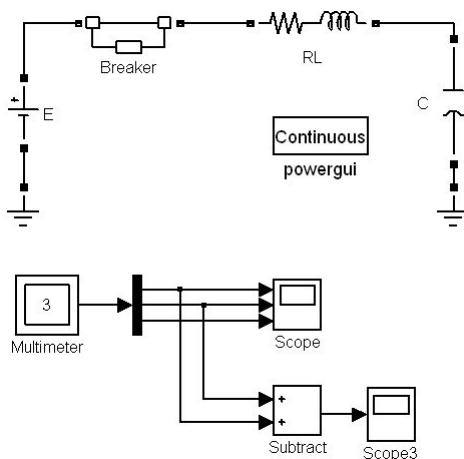 Breaker
RL
+
E
C
Continuous
powergui
3
Multimeter
Scope
+
+
Subtract
Scope3